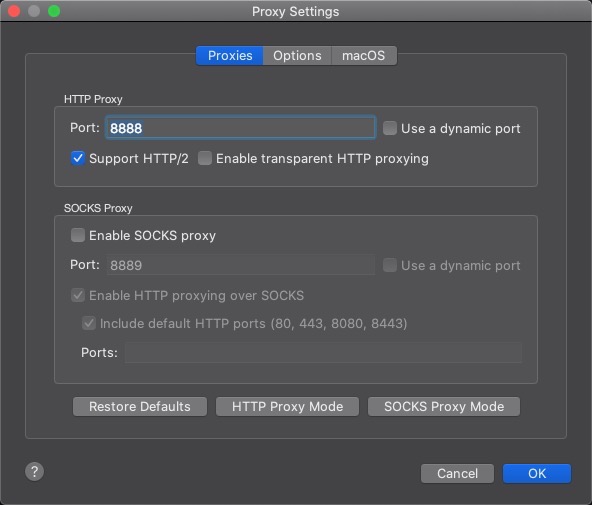 Proxy Settings
Proxies Options macOS
HTTP Proxy
Port: 8888 Use a dynamic port
Support HTTP/2 Enable transparent HTTP proxying
SOCKS Proxy
Enable SOCKS proxy
Port: 8889 Use a dynamic port
Enable HTTP proxying over SOCKS
Include default HTTP ports (80, 443, 8080, 8443)
Ports:
Restore Defaults HTTP Proxy Mode SOCKS Proxy Mode
? Cancel OK